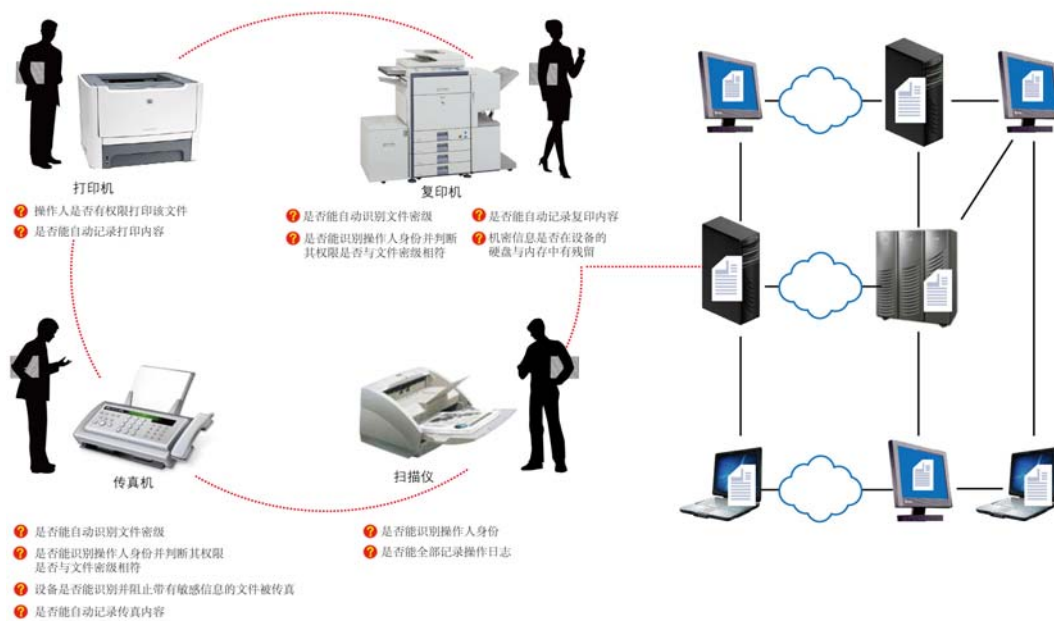 打印机
操作人是否有权限打印该文件
是否能自动记录打印内容
复印机
是否能自动识别文件密级
是否能识别操作人身份并判断
其权限是否与文件密级相符
是否能自动记录复印内容
机密信息是否在设备的
硬盘与内存中有残留
传真机
是否能自动识别文件密级
是否能识别操作人身份并判断其权限
是否与文件密级相符
设备是否能识别并阻止带有敏感信息的文件被传真
是否能自动记录传真内容
扫描仪
是否能识别操作人身份
是否能全部记录操作日志